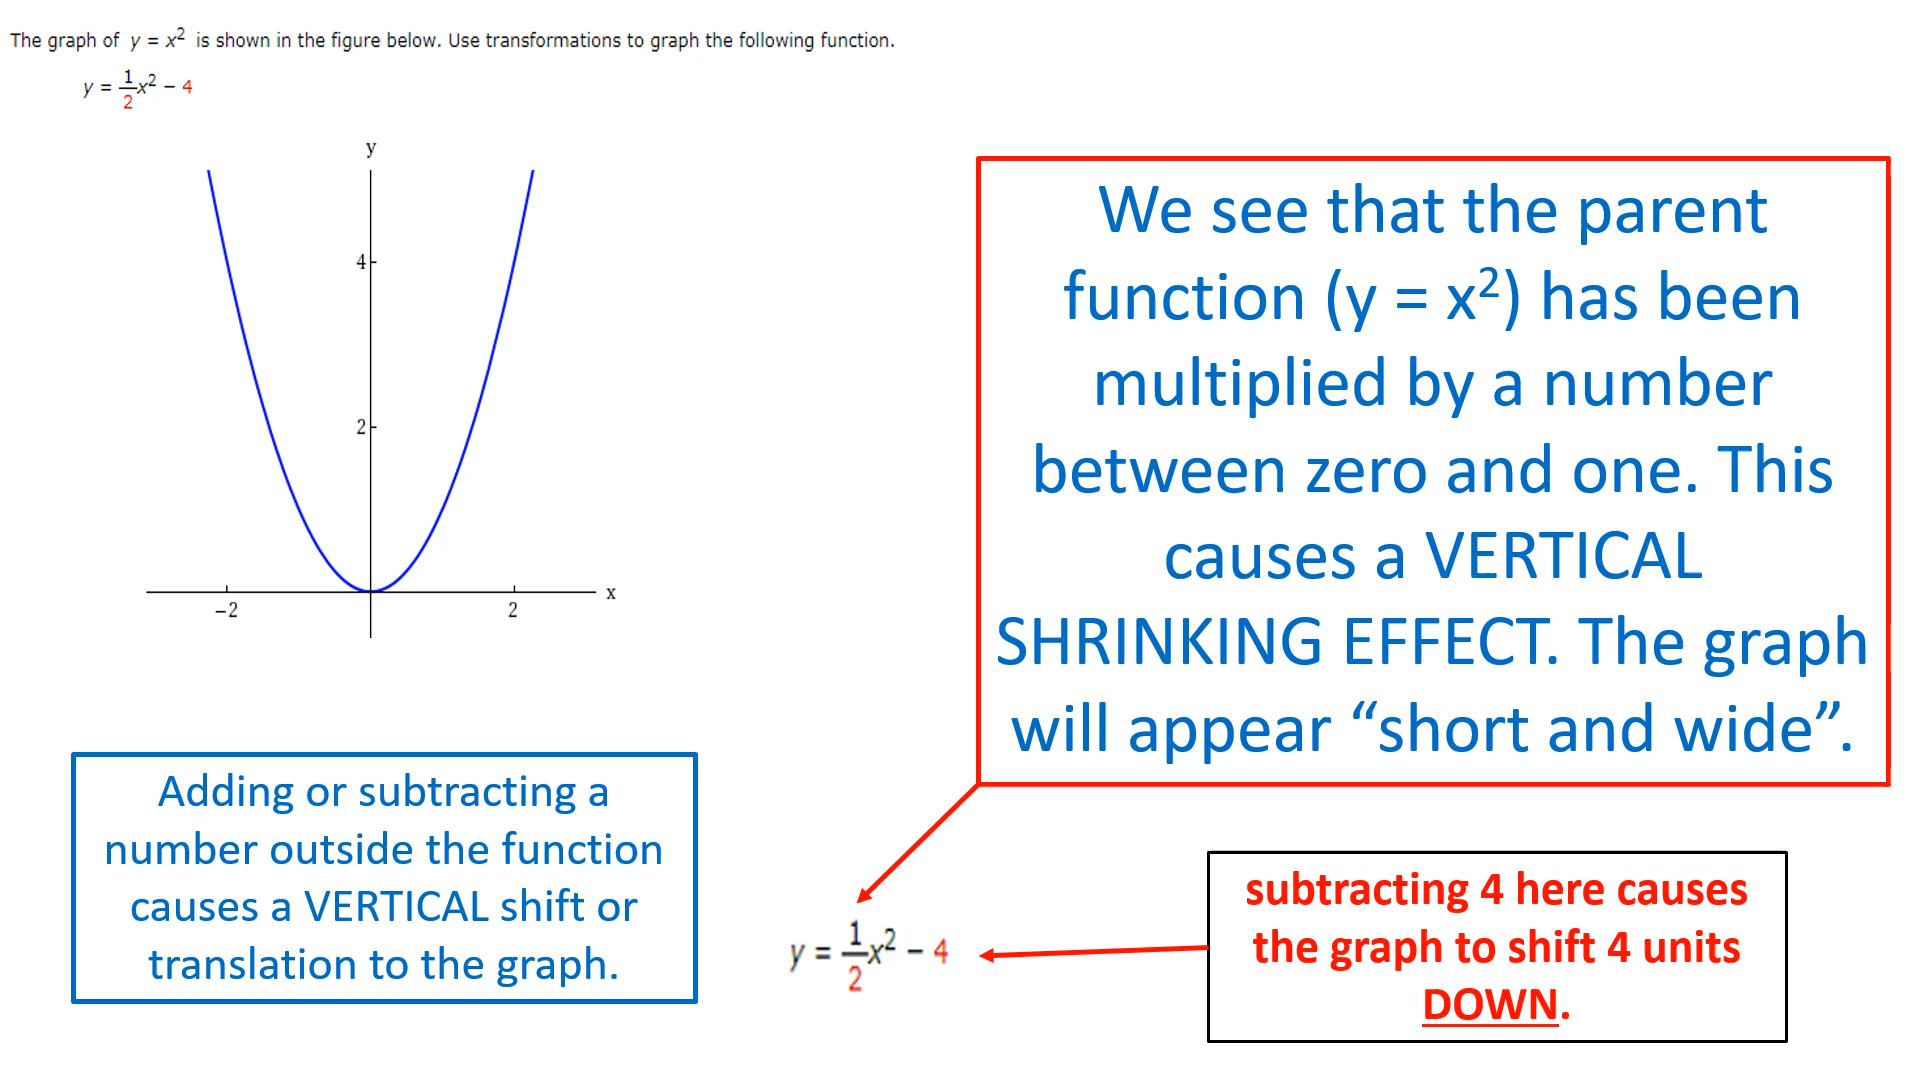 The graph of y = x² is shown in the figure below. Use transformations to graph the following function.
y = 1/2 x² − 4
y
4
2
−2
2
x
We see that the parent
function (y = x²) has been
multiplied by a number
between zero and one. This
causes a VERTICAL
SHRINKING EFFECT. The graph
will appear “short and wide”.
Adding or subtracting a
number outside the function
causes a VERTICAL shift or
translation to the graph.
y = 1/2 x² − 4
subtracting 4 here causes
the graph to shift 4 units
DOWN.